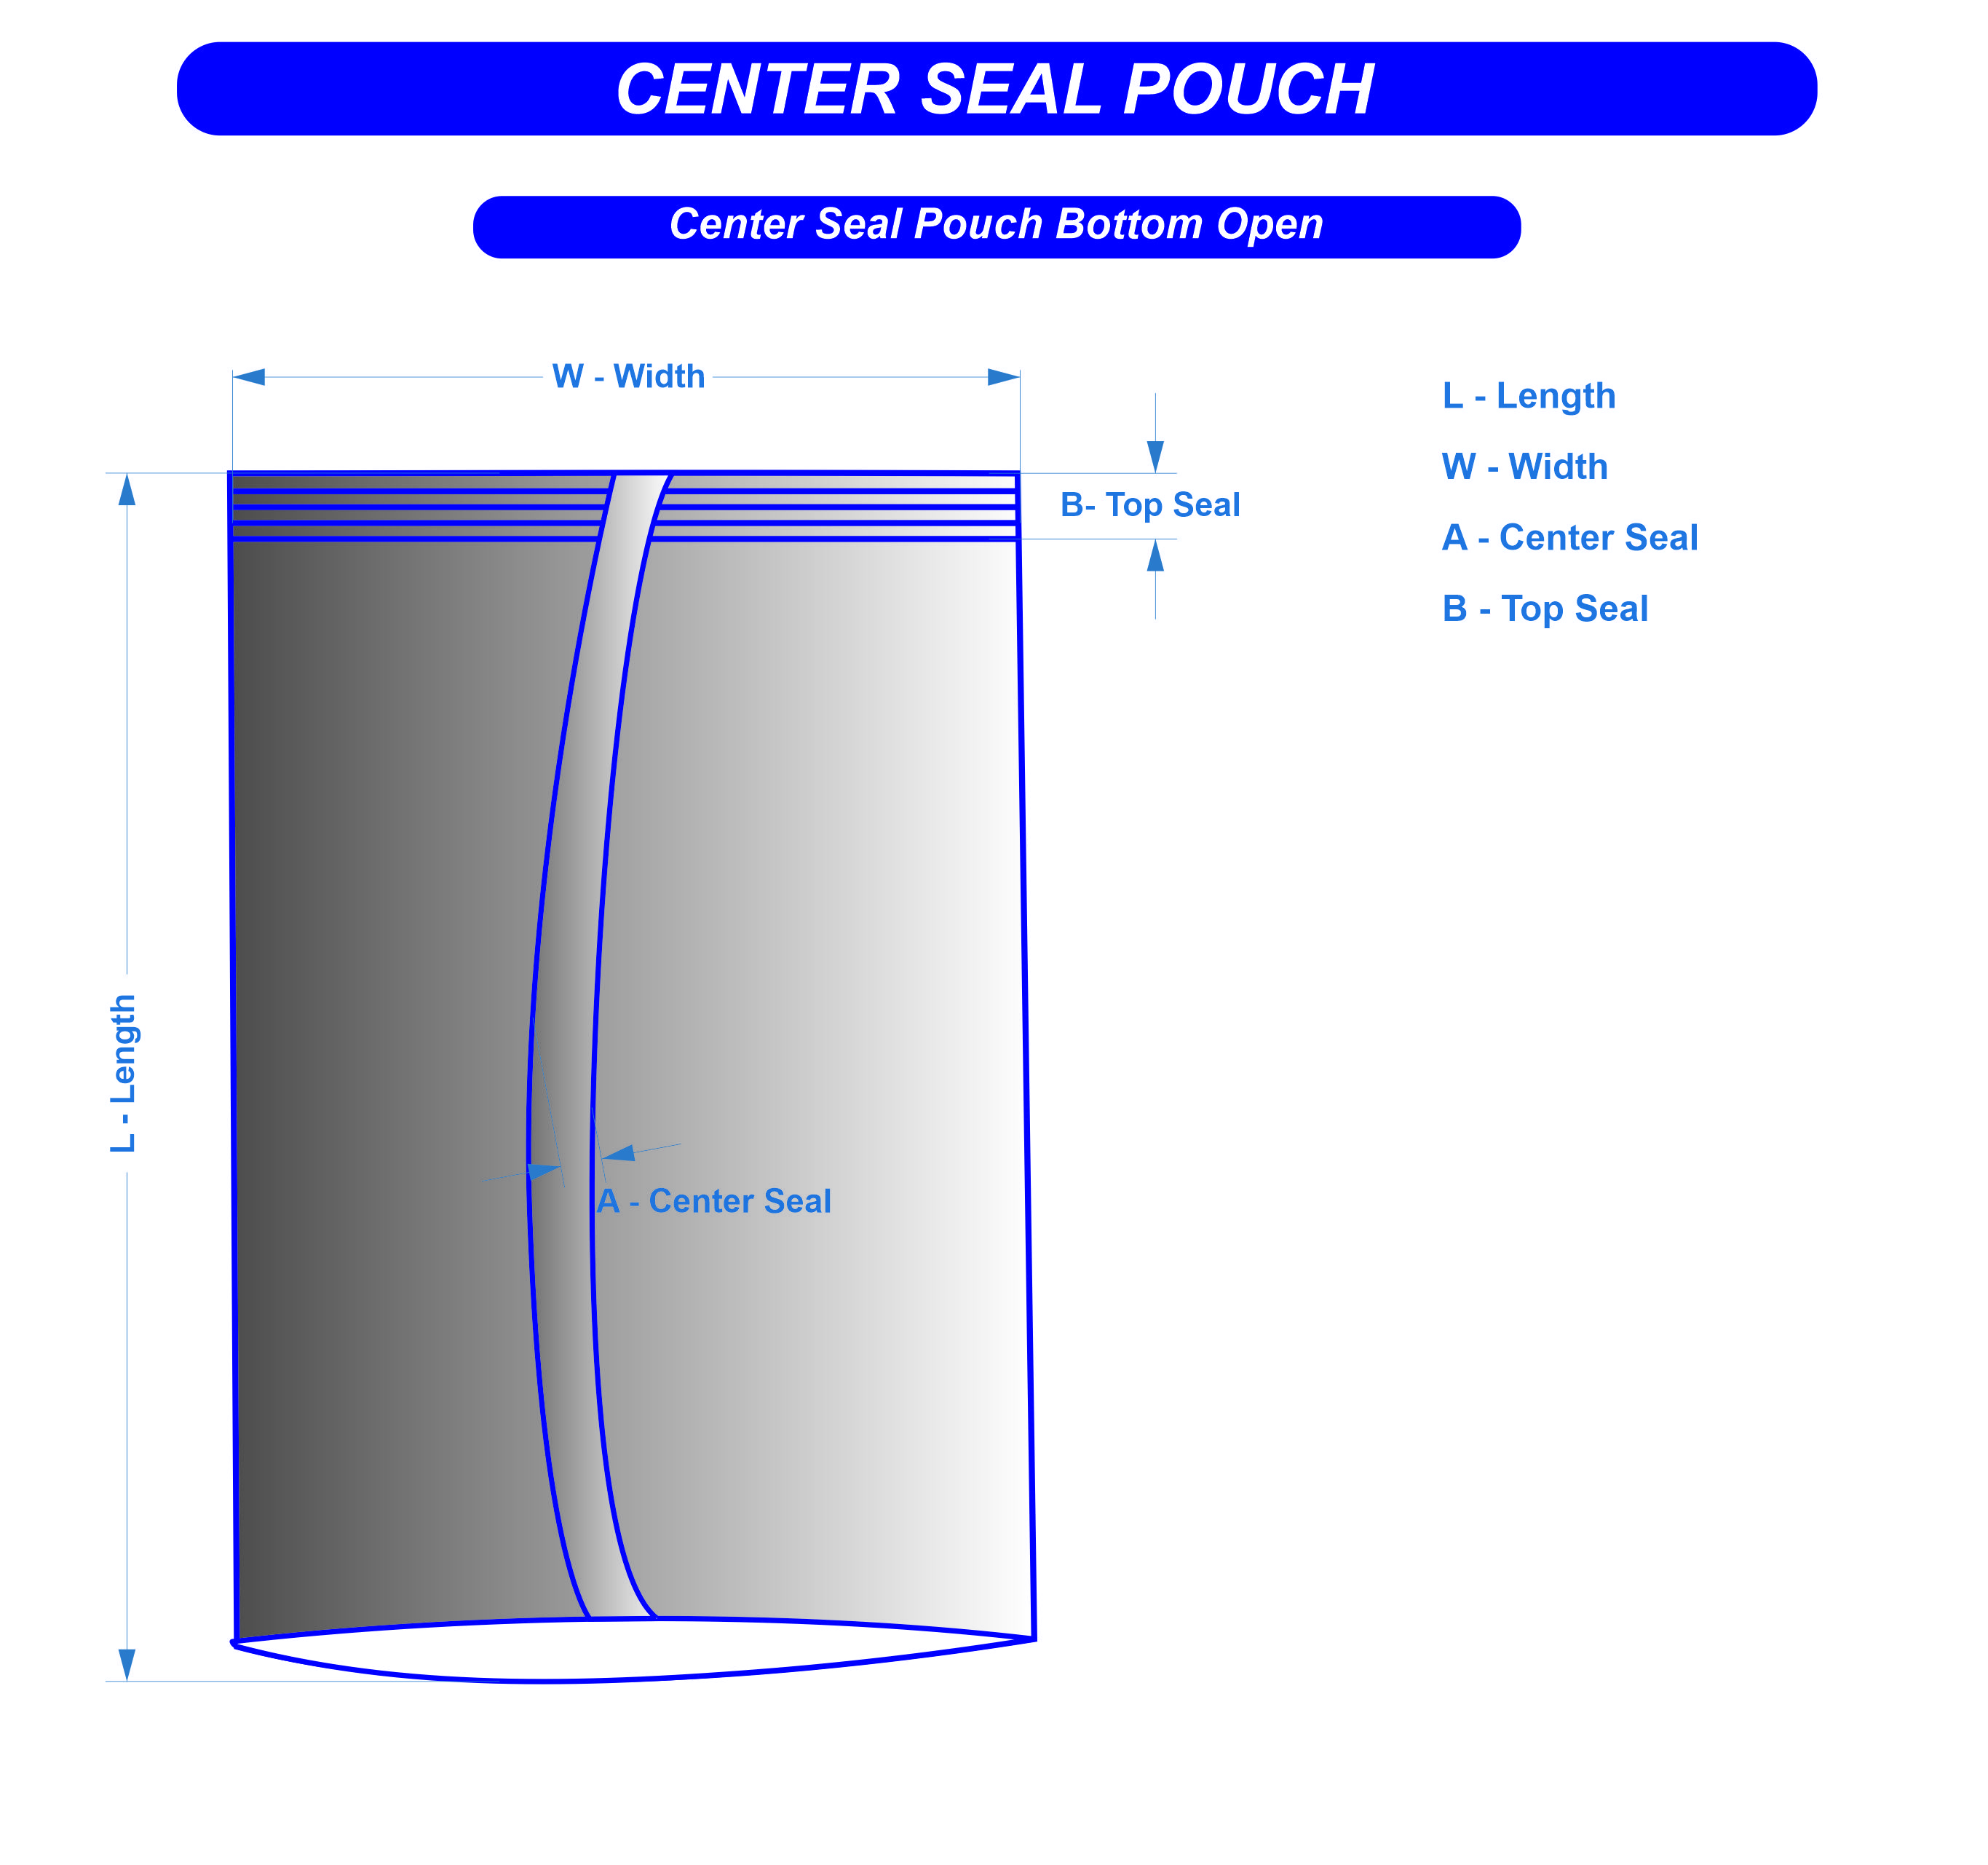 CENTER SEAL POUCH
Center Seal Pouch Bottom Open
W - Width
B- Top Seal
L - Length
A - Center Seal
L - Length
W - Width
A - Center Seal
B - Top Seal